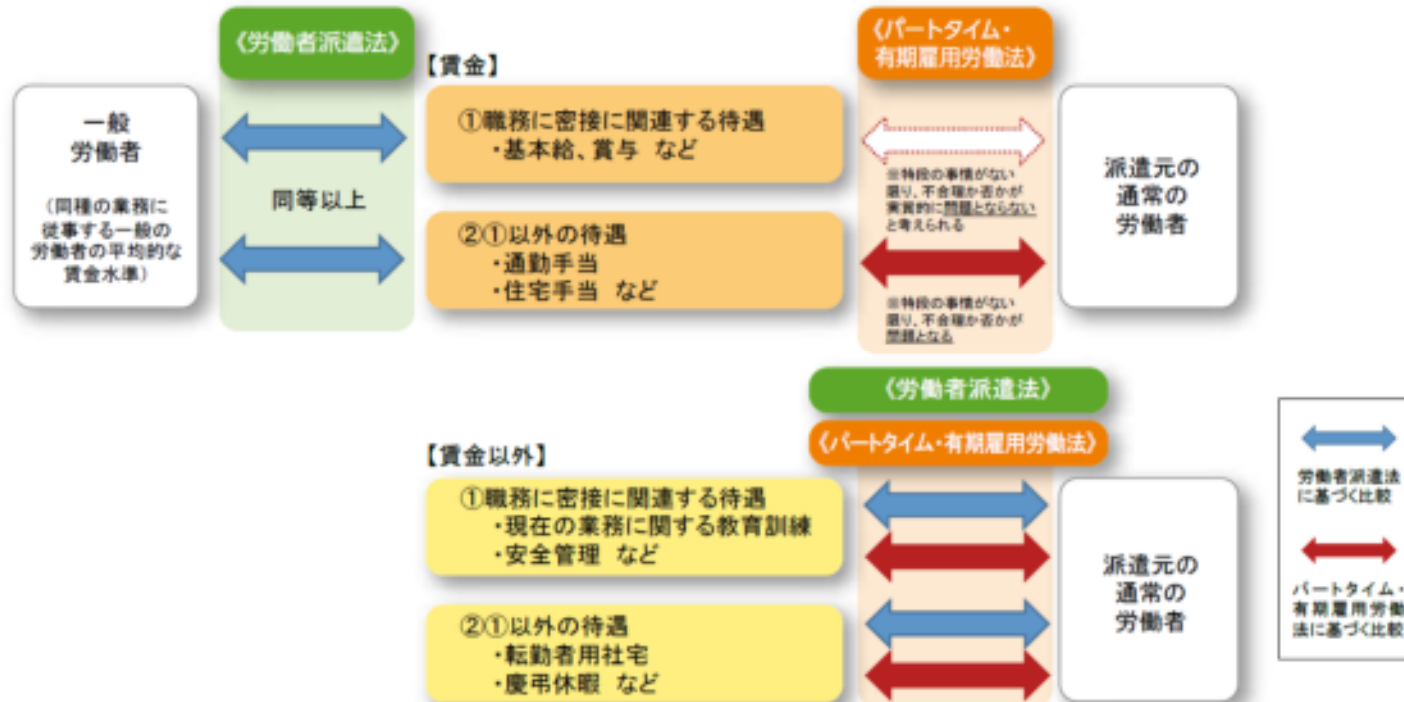 《労働者派遣法》
《パートタイム・
有期雇用労働法》
【賃金】
一般
労働者
（同種の業務に
従事する一般の
労働者の平均的な
賃金水準）
同等以上
①職務に密接に関連する待遇
・基本給、賞与 など
②①以外の待遇
・通勤手当
・住宅手当 など
※特段の事情がない
限り、不合理か否かが
実質的に問題とならない
と考えられる
※特段の事情がない
限り、不合理か否かが
問題となる
派遣元の
通常の
労働者
《労働者派遣法》
《パートタイム・有期雇用労働法》
【賃金以外】
①職務に密接に関連する待遇
・現在の業務に関する教育訓練
・安全管理 など
②①以外の待遇
・転勤者用社宅
・慶弔休暇 など
派遣元の
通常の
労働者
労働者派遣法
に基づく比較
パートタイム・
有期雇用労働
法に基づく比較